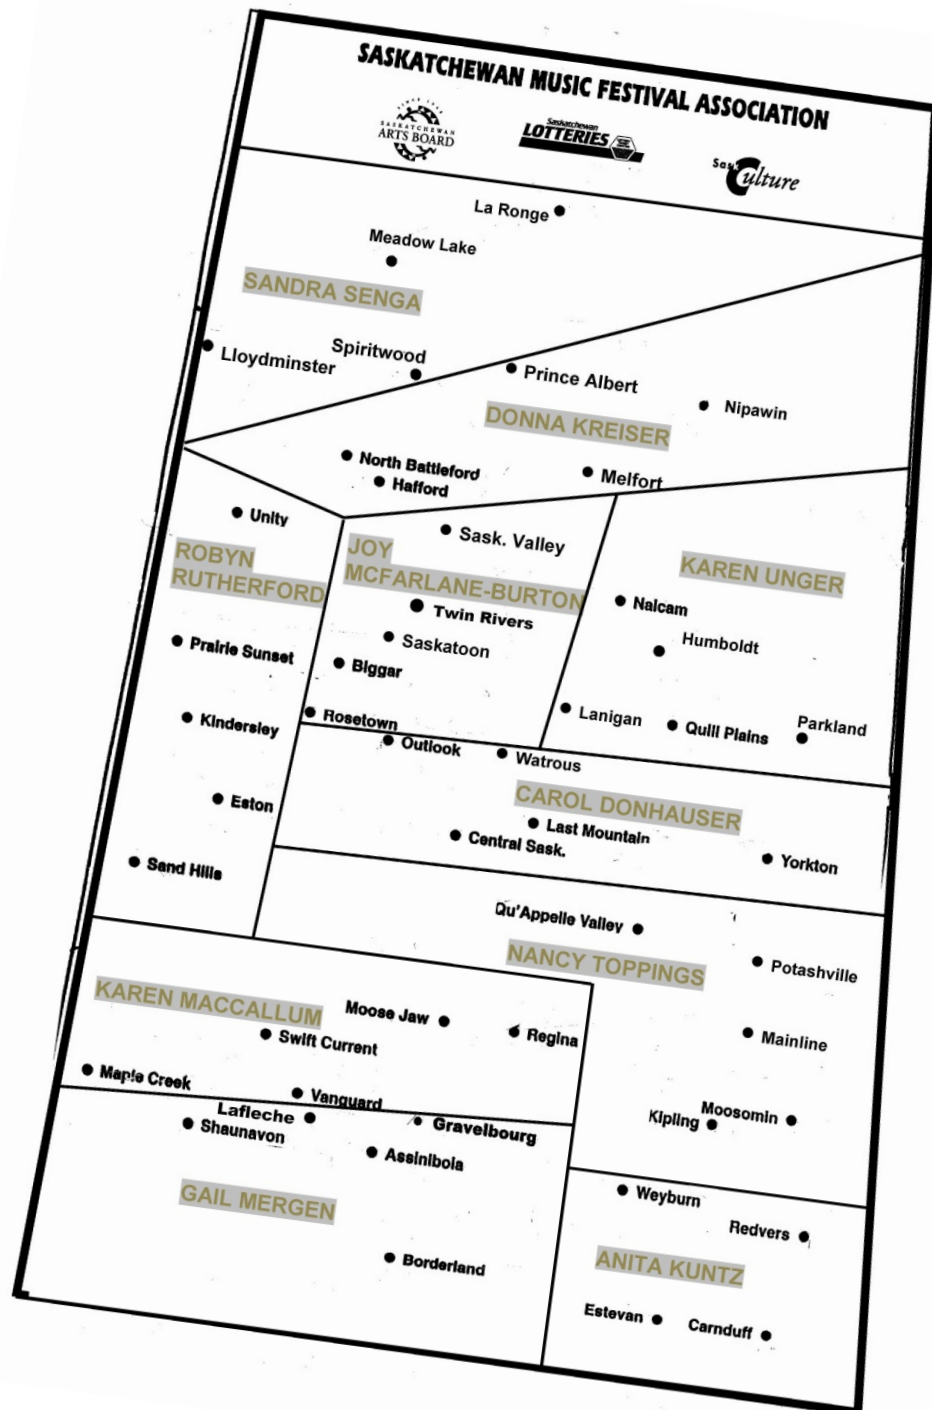 SASKATCHEWAN MUSIC FESTIVAL ASSOCIATION
SINCE 1948
SASKATCHEWAN
ARTS BOARD
Saskatchewan
LOTTERIES
Sask
Culture
La Ronge
Meadow Lake
SANDRA SENGA
Lloydminster
Spiritwood
Prince Albert
Nipawin
DONNA KREISER
North Battleford
Hafford
Melfort
Unity
ROBYN
RUTHERFORD
Prairie Sunset
Kindersley
Eston
Sand Hills
Sask. Valley
JOY
MCFARLANE-BURTON
Twin Rivers
Saskatoon
Biggar
Rosetown
KAREN UNGER
Naicam
Humboldt
Lanigan
Quill Plains
Parkland
Outlook
Watrous
CAROL DONHAUSER
Last Mountain
Central Sask.
Yorkton
Qu'Appelle Valley
NANCY TOPPINGS
Potashville
Mainline
Moosomin
Kipling
KAREN MACCALLUM
Moose Jaw
Regina
Swift Current
Maple Creek
Vanguard
Lafleche
Gravelbourg
Shaunavon
Assiniboia
GAIL MERGEN
Borderland
Weyburn
Redvers
ANITA KUNTZ
Estevan
Carnduff